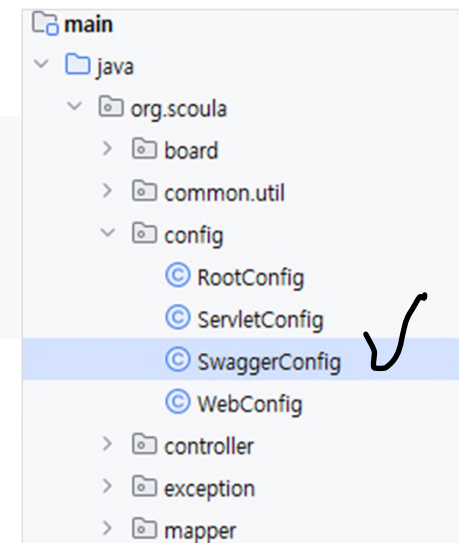 main
java
org.scoula
board
common.util
config
RootConfig
ServletConfig
SwaggerConfig
WebConfig
controller
exception
mapper